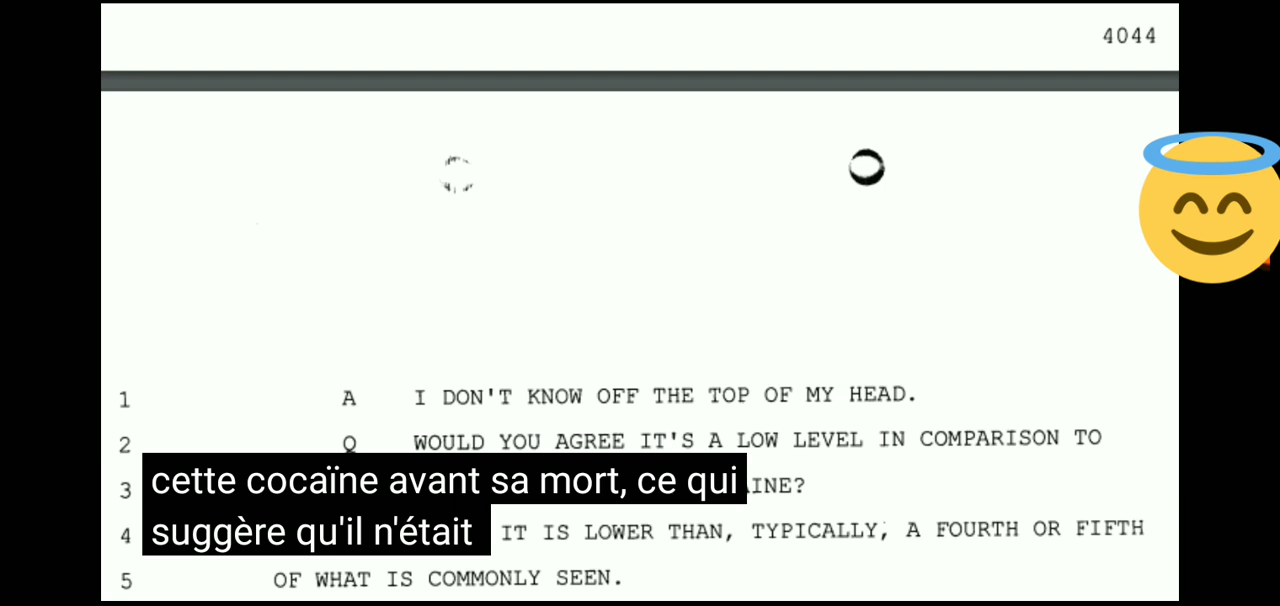 4044
1 A I DON'T KNOW OFF THE TOP OF MY HEAD.
2 Q WOULD YOU AGREE IT'S A LOW LEVEL IN COMPARISON TO
3 AINE?
4 IT IS LOWER THAN, TYPICALLY, A FOURTH OR FIFTH
5 OF WHAT IS COMMONLY SEEN.
cette cocaïne avant sa mort, ce qui
suggère qu'il n'était